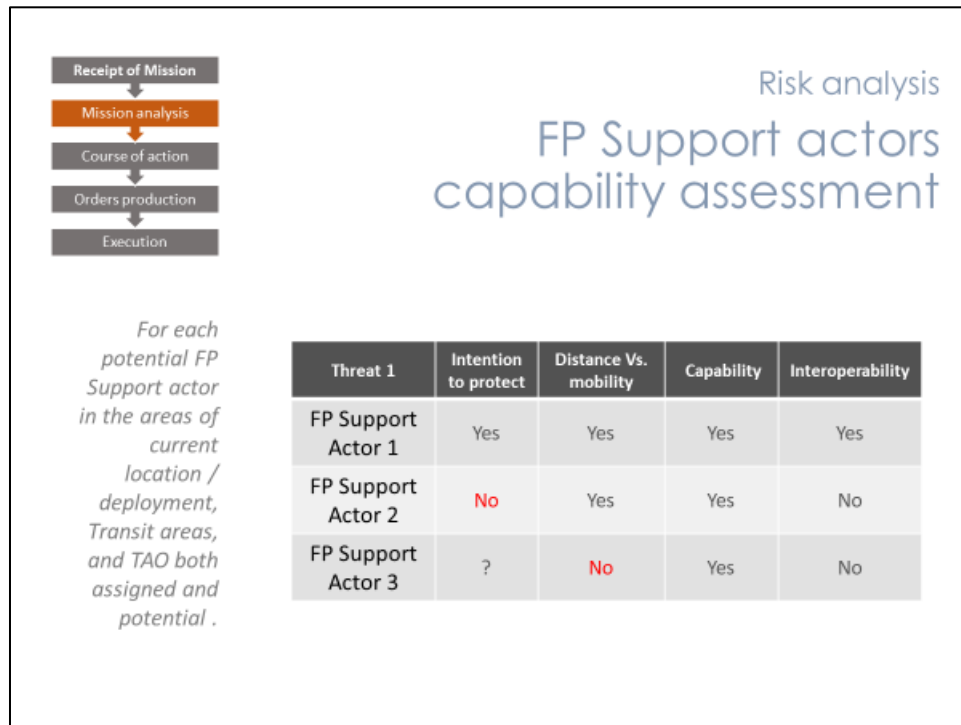 Receipt of Mission
Mission analysis
Course of action
Orders production
Execution
Risk analysis
FP Support actors
capability assessment
For each
potential FP
Support actor
in the areas of
current
location /
deployment,
Transit areas,
and TAO both
assigned and
potential .
Threat 1 Intention to protect Distance Vs. mobility Capability Interoperability
FP Support Actor 1 Yes Yes Yes Yes
FP Support Actor 2 No Yes Yes No
FP Support Actor 3 ? No Yes No